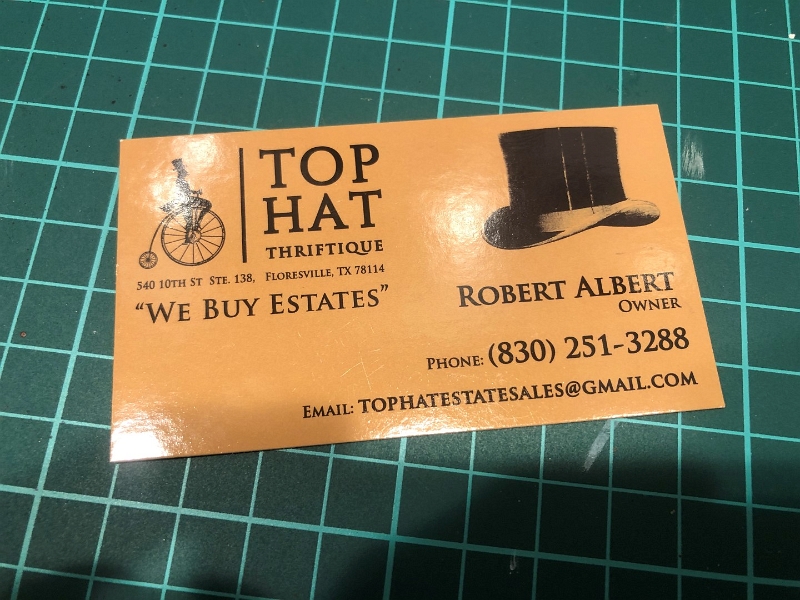 TOP
HAT
THRIFTIQUE
540 10TH ST STE. 138, FLORESVILLE, TX 78114
"WE BUY ESTATES"
ROBERT ALBERT
OWNER
PHONE: (830) 251-3288
EMAIL: TOPHATESTATESALES@GMAIL.COM